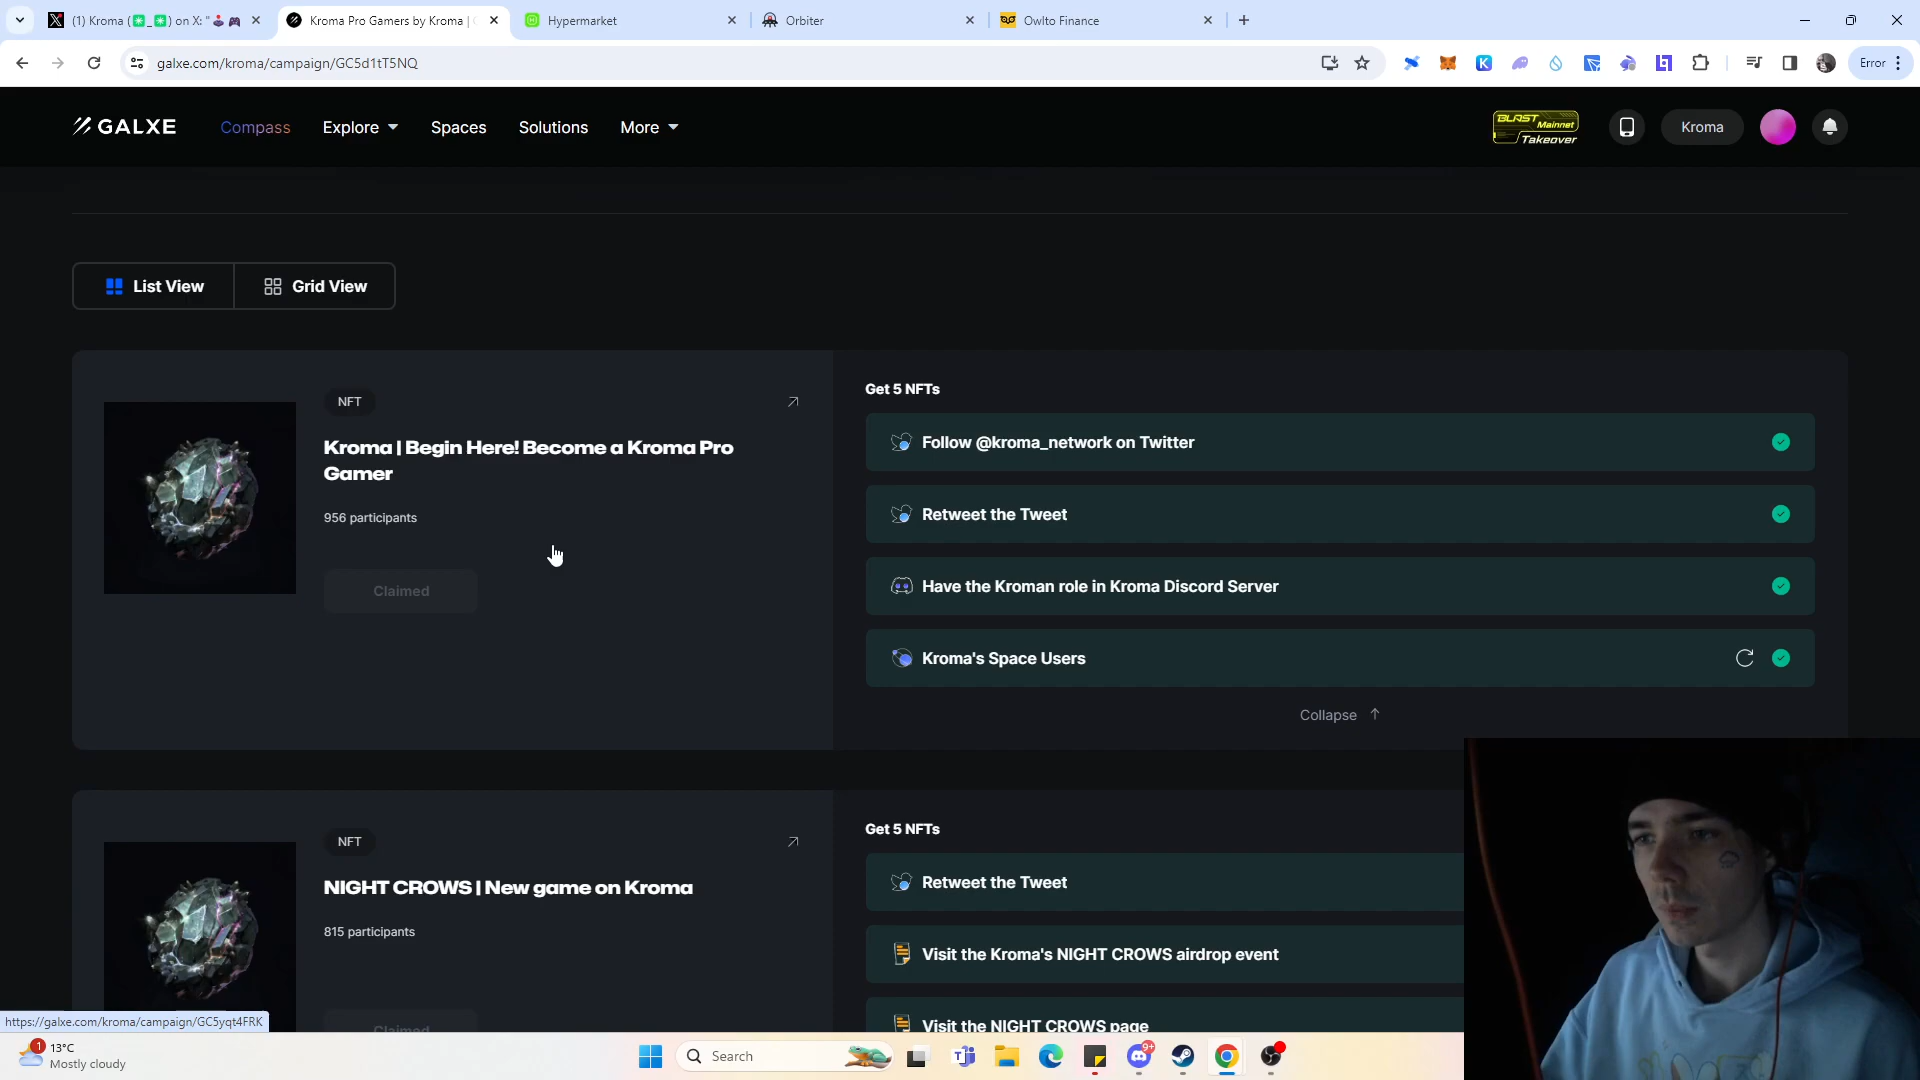 (1) Kroma (✳️_✳️) on X: "🕹️ 🎮
Kroma Pro Gamers by Kroma |
Hypermarket
Orbiter
Owlto Finance
galxe.com/kroma/campaign/GC5d1tT5NQ
Error
GALXE
Compass
Explore
Spaces
Solutions
More
BLAST Mainnet
Takeover
Kroma
List View
Grid View
NFT
Kroma | Begin Here! Become a Kroma Pro
Gamer
956 participants
Claimed
Get 5 NFTs
Follow @kroma_network on Twitter
Retweet the Tweet
Have the Kroman role in Kroma Discord Server
Kroma's Space Users
Collapse ↑
NFT
NIGHT CROWS | New game on Kroma
815 participants
Claimed
Get 5 NFTs
Retweet the Tweet
Visit the Kroma's NIGHT CROWS airdrop event
Visit the NIGHT CROWS page
https://galxe.com/kroma/campaign/GC5yqt4FRK
1
13°C
Mostly cloudy
Search
9+